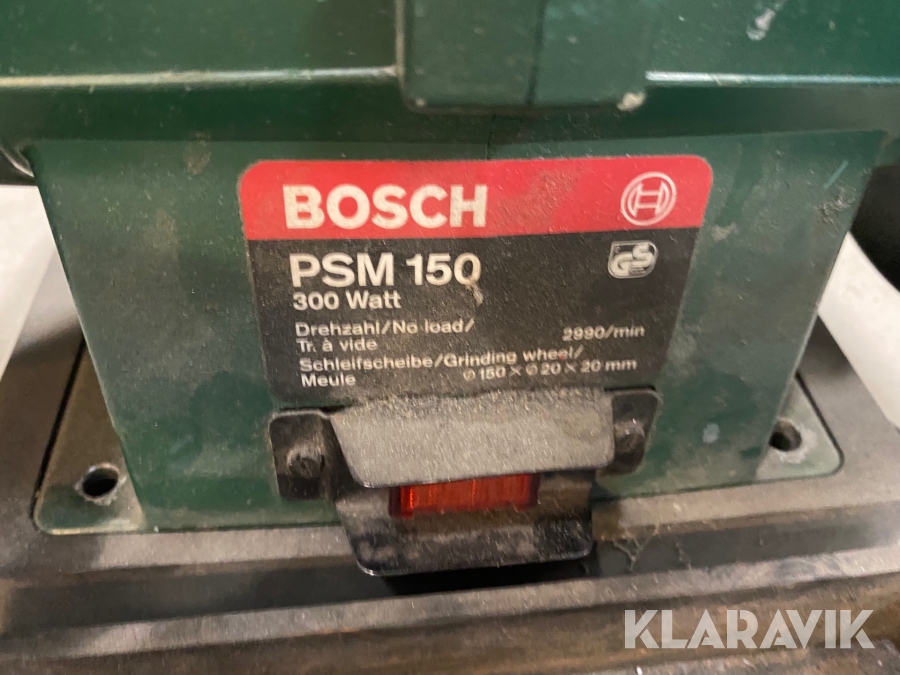 BOSCH
PSM 150
GS
300 Watt
Drehzahl/No load/
Tr. à vide 2990/min
Schleifscheibe/Grinding wheel/
Meule ⌀ 150 × ⌀ 20 × 20 mm
KLARAVIK